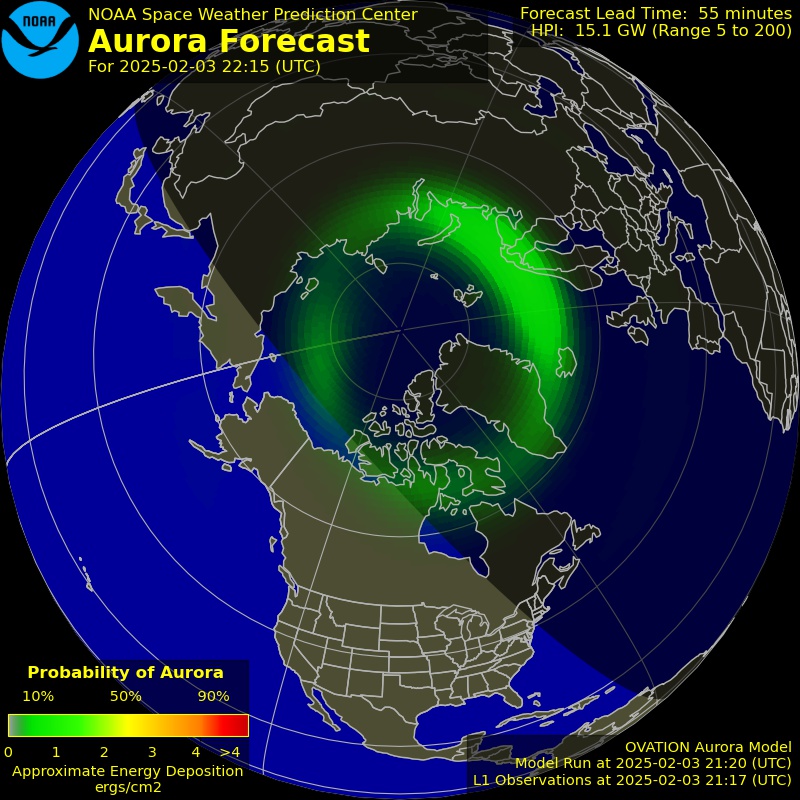 NOAA
NOAA Space Weather Prediction Center
Aurora Forecast
For 2025-02-03 22:15 (UTC)
Forecast Lead Time: 55 minutes
HPI: 15.1 GW (Range 5 to 200)
Probability of Aurora
10% 50% 90%
0 1 2 3 4 >4
Approximate Energy Deposition
ergs/cm2
OVATION Aurora Model
Model Run at 2025-02-03 21:20 (UTC)
L1 Observations at 2025-02-03 21:17 (UTC)